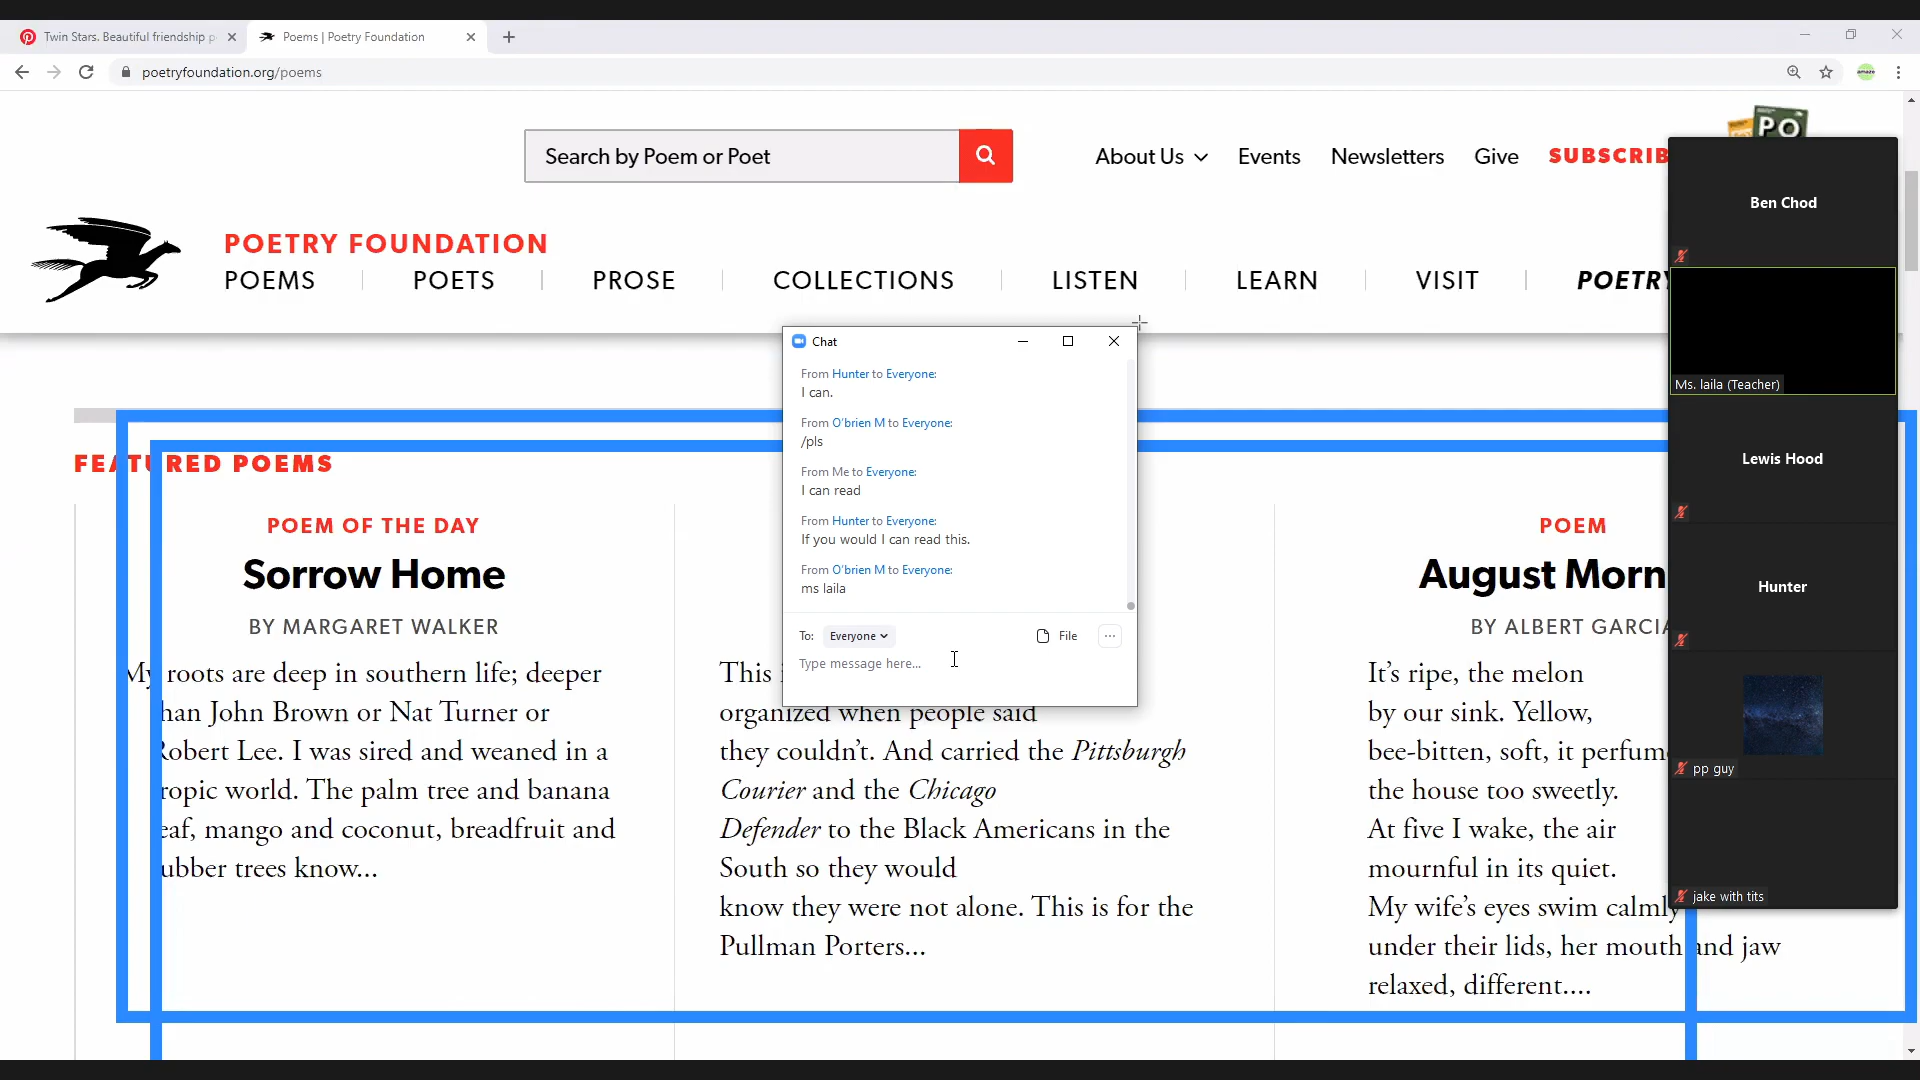 Twin Stars. Beautiful friendship p
Poems | Poetry Foundation
poetryfoundation.org/poems
amaze
Search by Poem or Poet
About Us
Events
Newsletters
Give
SUBSCRIB
PO
POETRY FOUNDATION
POEMS
POETS
PROSE
COLLECTIONS
LISTEN
LEARN
VISIT
POETRY
FEATURED POEMS
POEM OF THE DAY
Sorrow Home
BY MARGARET WALKER
My roots are deep in southern life; deeper
han John Brown or Nat Turner or
Robert Lee. I was sired and weaned in a
ropic world. The palm tree and banana
eaf, mango and coconut, breadfruit and
ubber trees know…
This
organized when people said
they couldn’t. And carried the Pittsburgh
Courier and the Chicago
Defender to the Black Americans in the
South so they would
know they were not alone. This is for the
Pullman Porters…
POEM
August Morn
BY ALBERT GARCIA
It’s ripe, the melon
by our sink. Yellow,
bee-bitten, soft, it perfume
the house too sweetly.
At five I wake, the air
mournful in its quiet.
My wife’s eyes swim calmly
under their lids, her mouth and jaw
relaxed, different....
Chat
From Hunter to Everyone:
I can.
From O'brien M to Everyone:
/pls
From Me to Everyone:
I can read
From Hunter to Everyone:
If you would I can read this.
From O'brien M to Everyone:
ms laila
To: Everyone
File
Type message here...
Ben Chod
Ms. laila (Teacher)
Lewis Hood
Hunter
pp guy
jake with tits